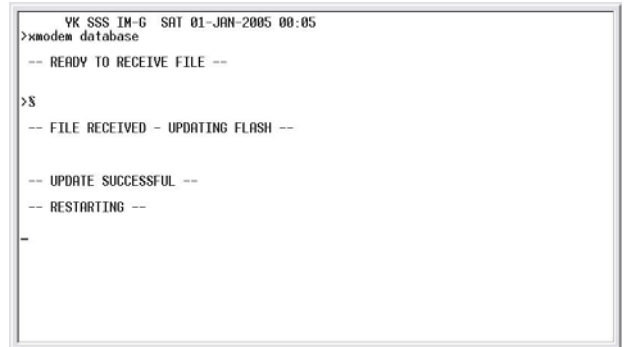 YK SSS IM-G SAT 01-JAN-2005 00:05
>xmodem database
-- READY TO RECEIVE FILE --
>%
-- FILE RECEIVED - UPDATING FLASH --
-- UPDATE SUCCESSFUL --
-- RESTARTING --
_